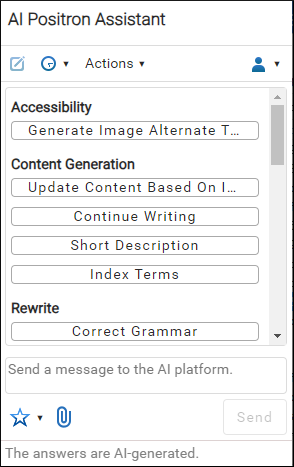 AI Positron Assistant
Actions
Accessibility
Generate Image Alternate T...
Content Generation
Update Content Based On I...
Continue Writing
Short Description
Index Terms
Rewrite
Correct Grammar
Send a message to the AI platform.
Send
The answers are AI-generated.